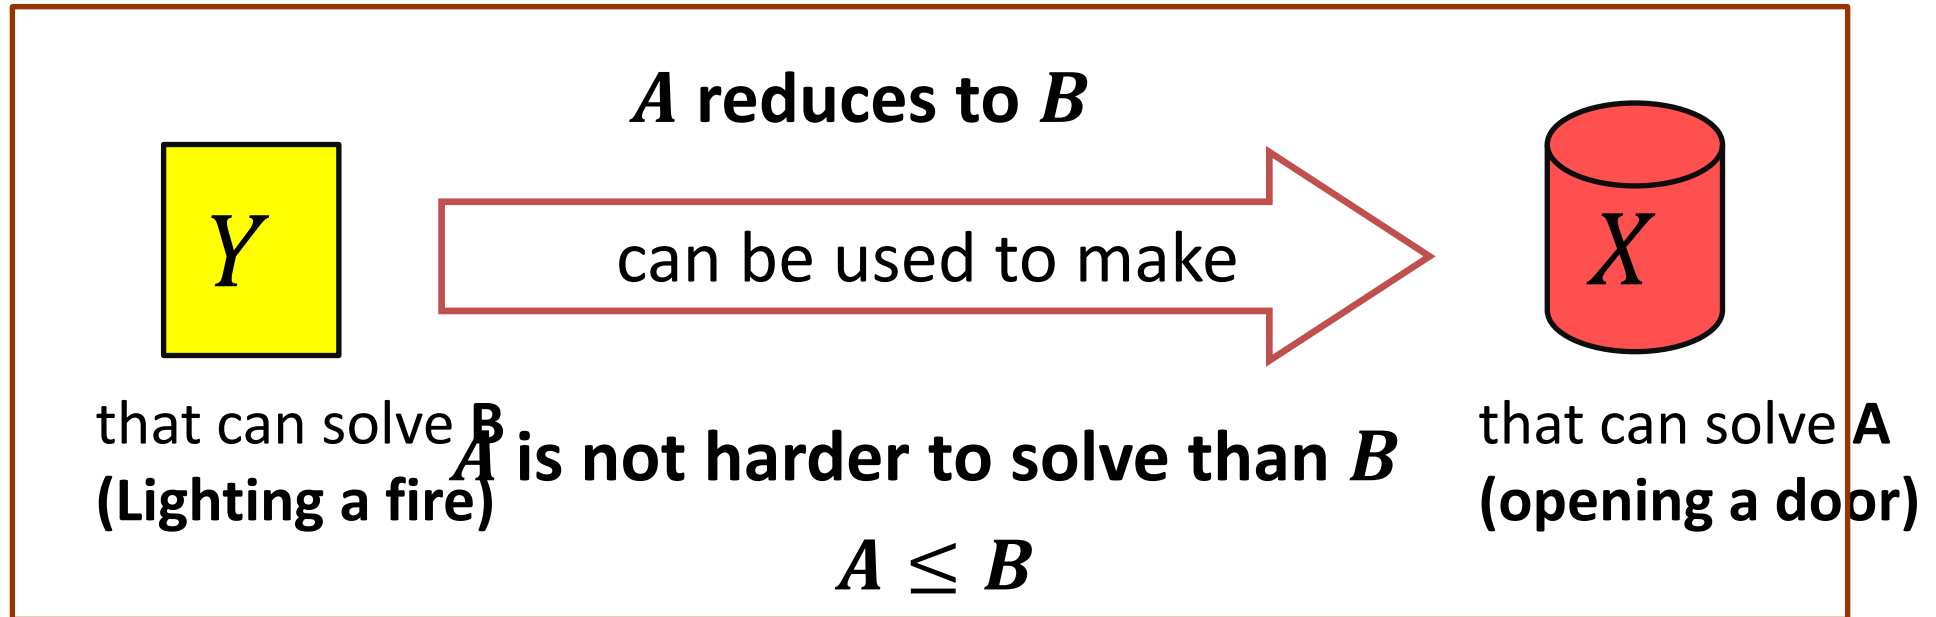 A reduces to B
Y
can be used to make
X
that can solve B
(Lighting a fire)
A is not harder to solve than B
A ≤ B
that can solve A
(opening a door)